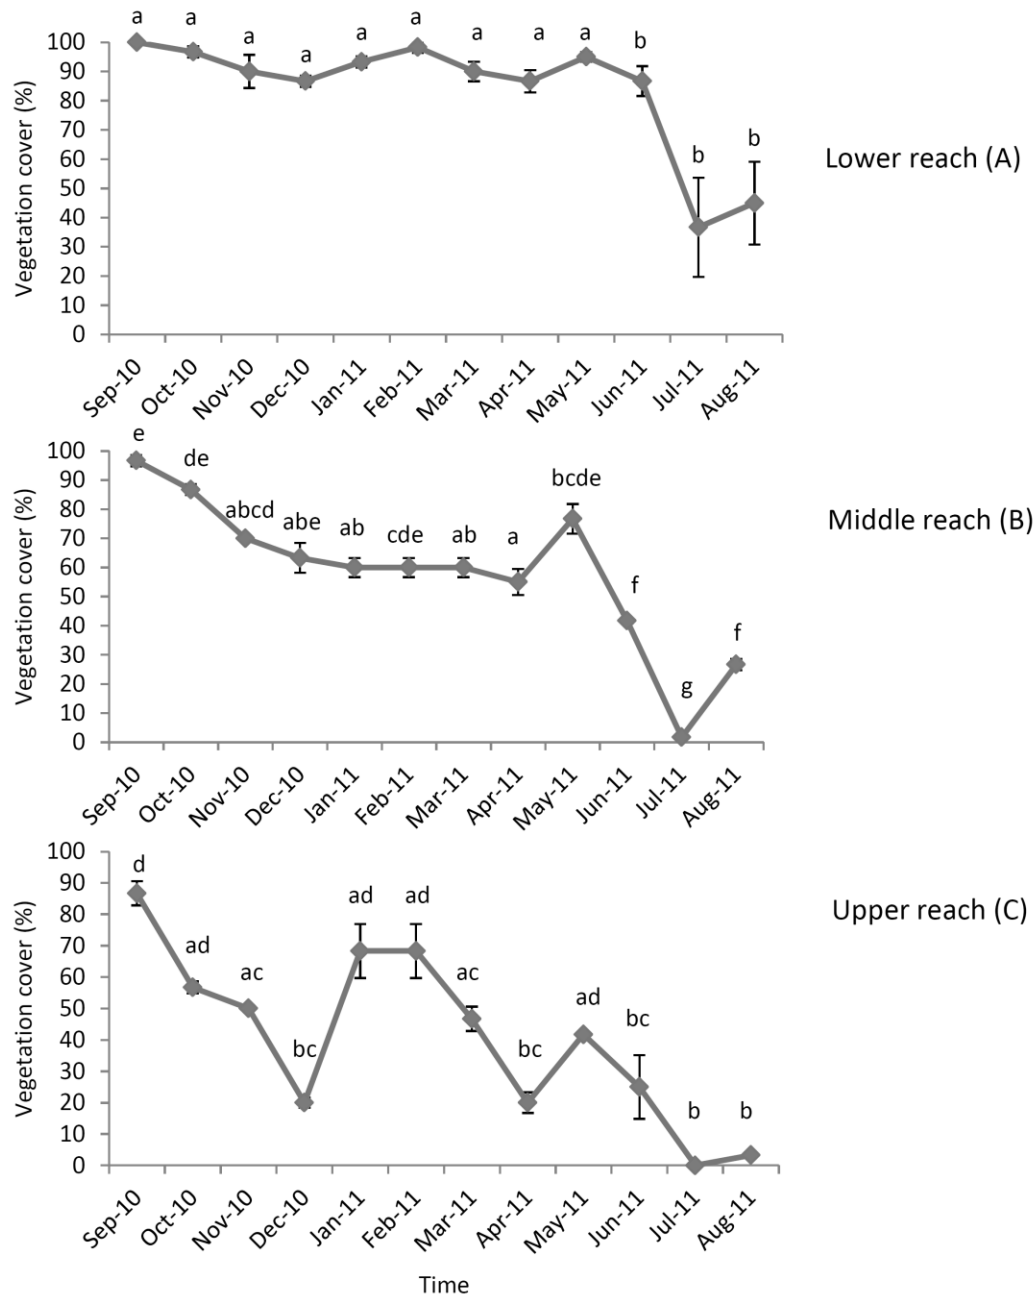 a a a a a a a a a b
100
90
80
70
60
50
40
30
20
10
0
b b
Vegetation cover (%)
Lower reach (A)
Sep-10 Oct-10 Nov-10 Dec-10 Jan-11 Feb-11 Mar-11 Apr-11 May-11 Jun-11 Jul-11 Aug-11
e de abcd abe ab cde ab a bcde f g f
100
90
80
70
60
50
40
30
20
10
0
Vegetation cover (%)
Middle reach (B)
Sep-10 Oct-10 Nov-10 Dec-10 Jan-11 Feb-11 Mar-11 Apr-11 May-11 Jun-11 Jul-11 Aug-11
d ad ac bc ad ad ac bc ad bc b b
100
90
80
70
60
50
40
30
20
10
0
Vegetation cover (%)
Upper reach (C)
Sep-10 Oct-10 Nov-10 Dec-10 Jan-11 Feb-11 Mar-11 Apr-11 May-11 Jun-11 Jul-11 Aug-11
Time